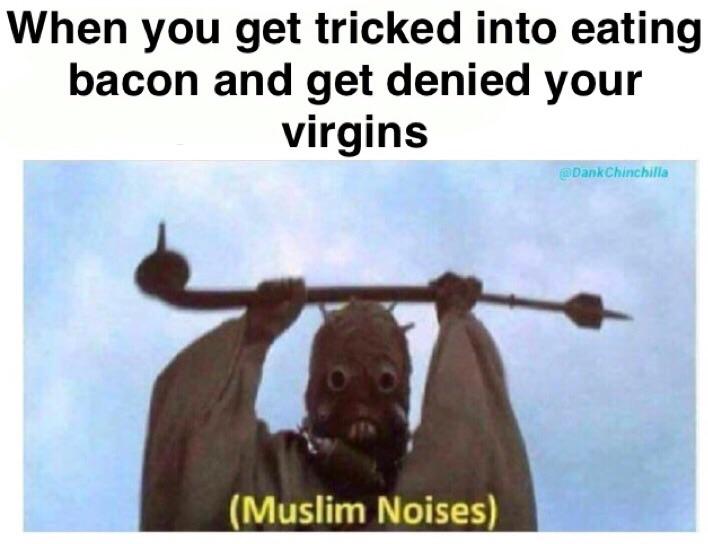 When you get tricked into eating
bacon and get denied your
virgins
@DankChinchilla
(Muslim Noises)